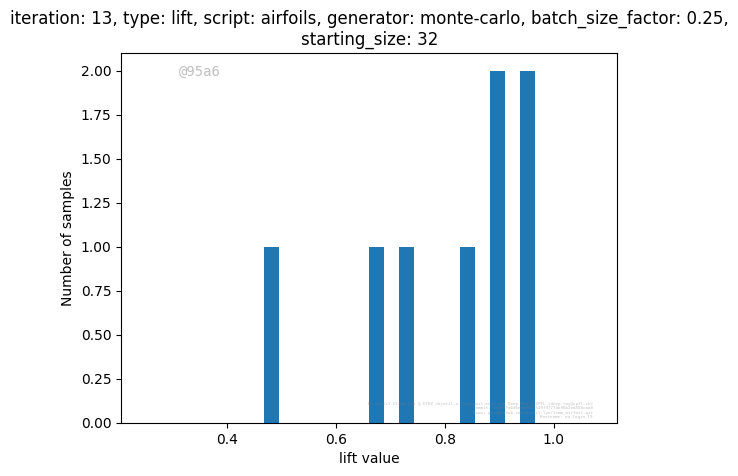 iteration: 13, type: lift, script: airfoils, generator: monte-carlo, batch_size_factor: 0.25,
starting_size: 32
@95a6
2.00
1.75
1.50
1.25
1.00
0.75
0.50
0.25
0.00
Number of samples
0.4
0.6
0.8
1.0
lift value